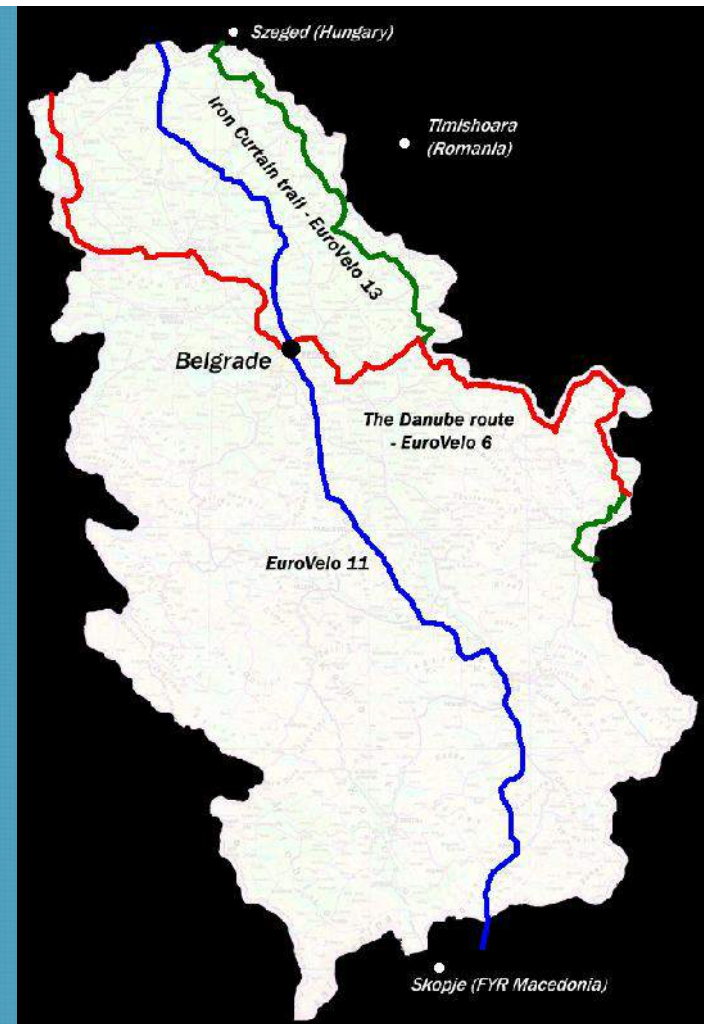 Szeged (Hungary)
Timishoara
(Romania)
Iron Curtain trail - EuroVelo 13
Belgrade
The Danube route
- EuroVelo 6
EuroVelo 11
Skopje (FYR Macedonia)